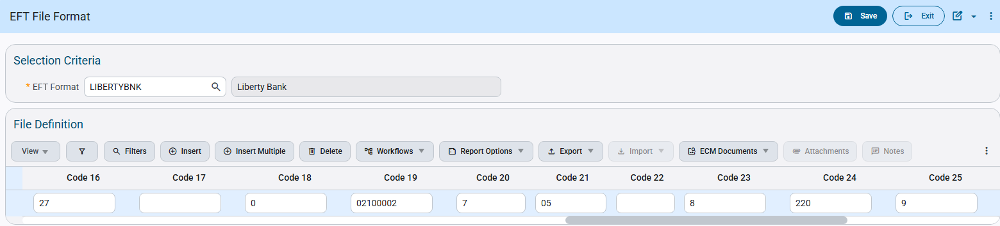 EFT File Format Save Exit
Selection Criteria
* EFT Format LIBERTYBNK Liberty Bank
File Definition
View Filters Insert Insert Multiple Delete Workflows Report Options Export Import ECM Documents Attachments Notes
Code 16 Code 17 Code 18 Code 19 Code 20 Code 21 Code 22 Code 23 Code 24 Code 25
27 0 02100002 7 05 8 220 9